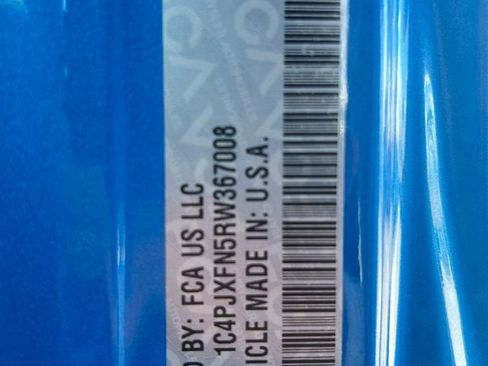 D BY: FCA US LLC
1C4PJXFN5RW367008
ICLE MADE IN: U.S.A.